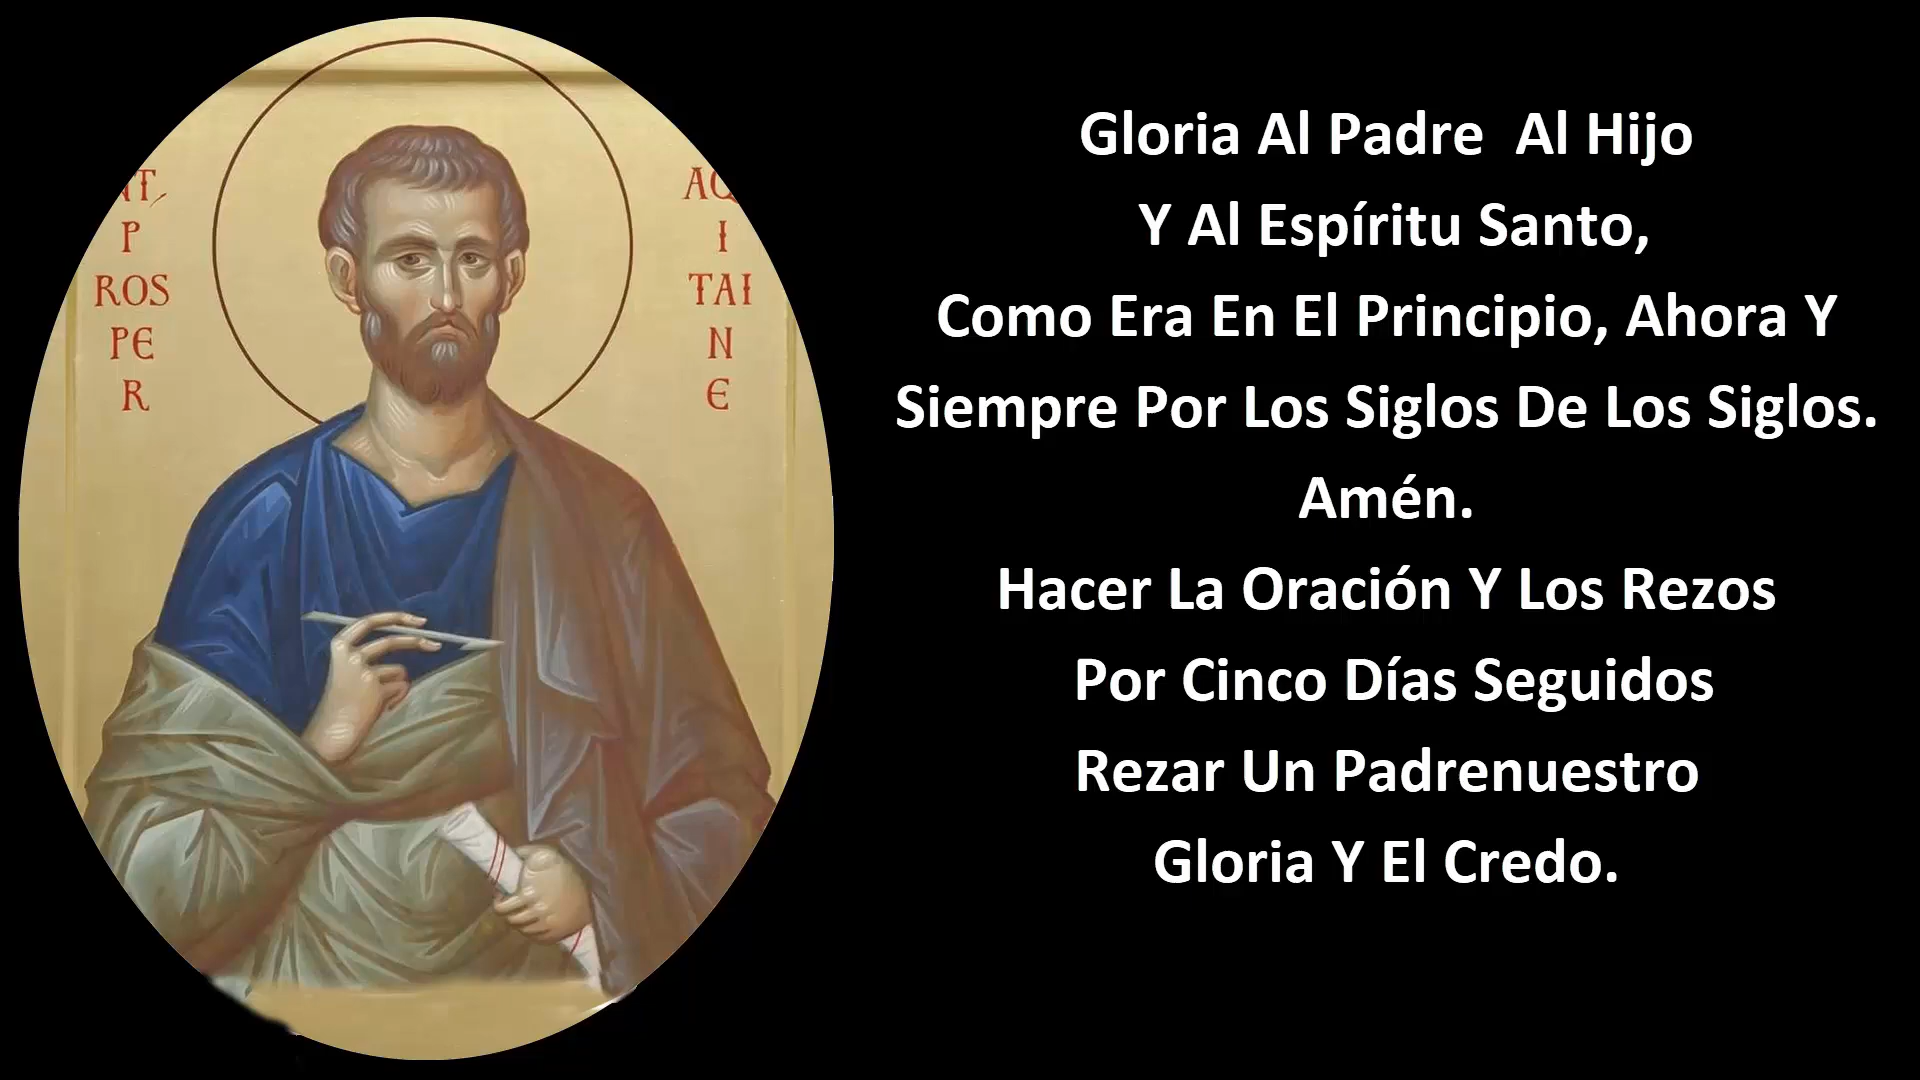 NT,
P
ROS
PE
R
AQ
I
TAI
N
E
Gloria Al Padre  Al Hijo
Y Al Espíritu Santo,
Como Era En El Principio, Ahora Y
Siempre Por Los Siglos De Los Siglos.
Amén.
Hacer La Oración Y Los Rezos
Por Cinco Días Seguidos
Rezar Un Padrenuestro
Gloria Y El Credo.